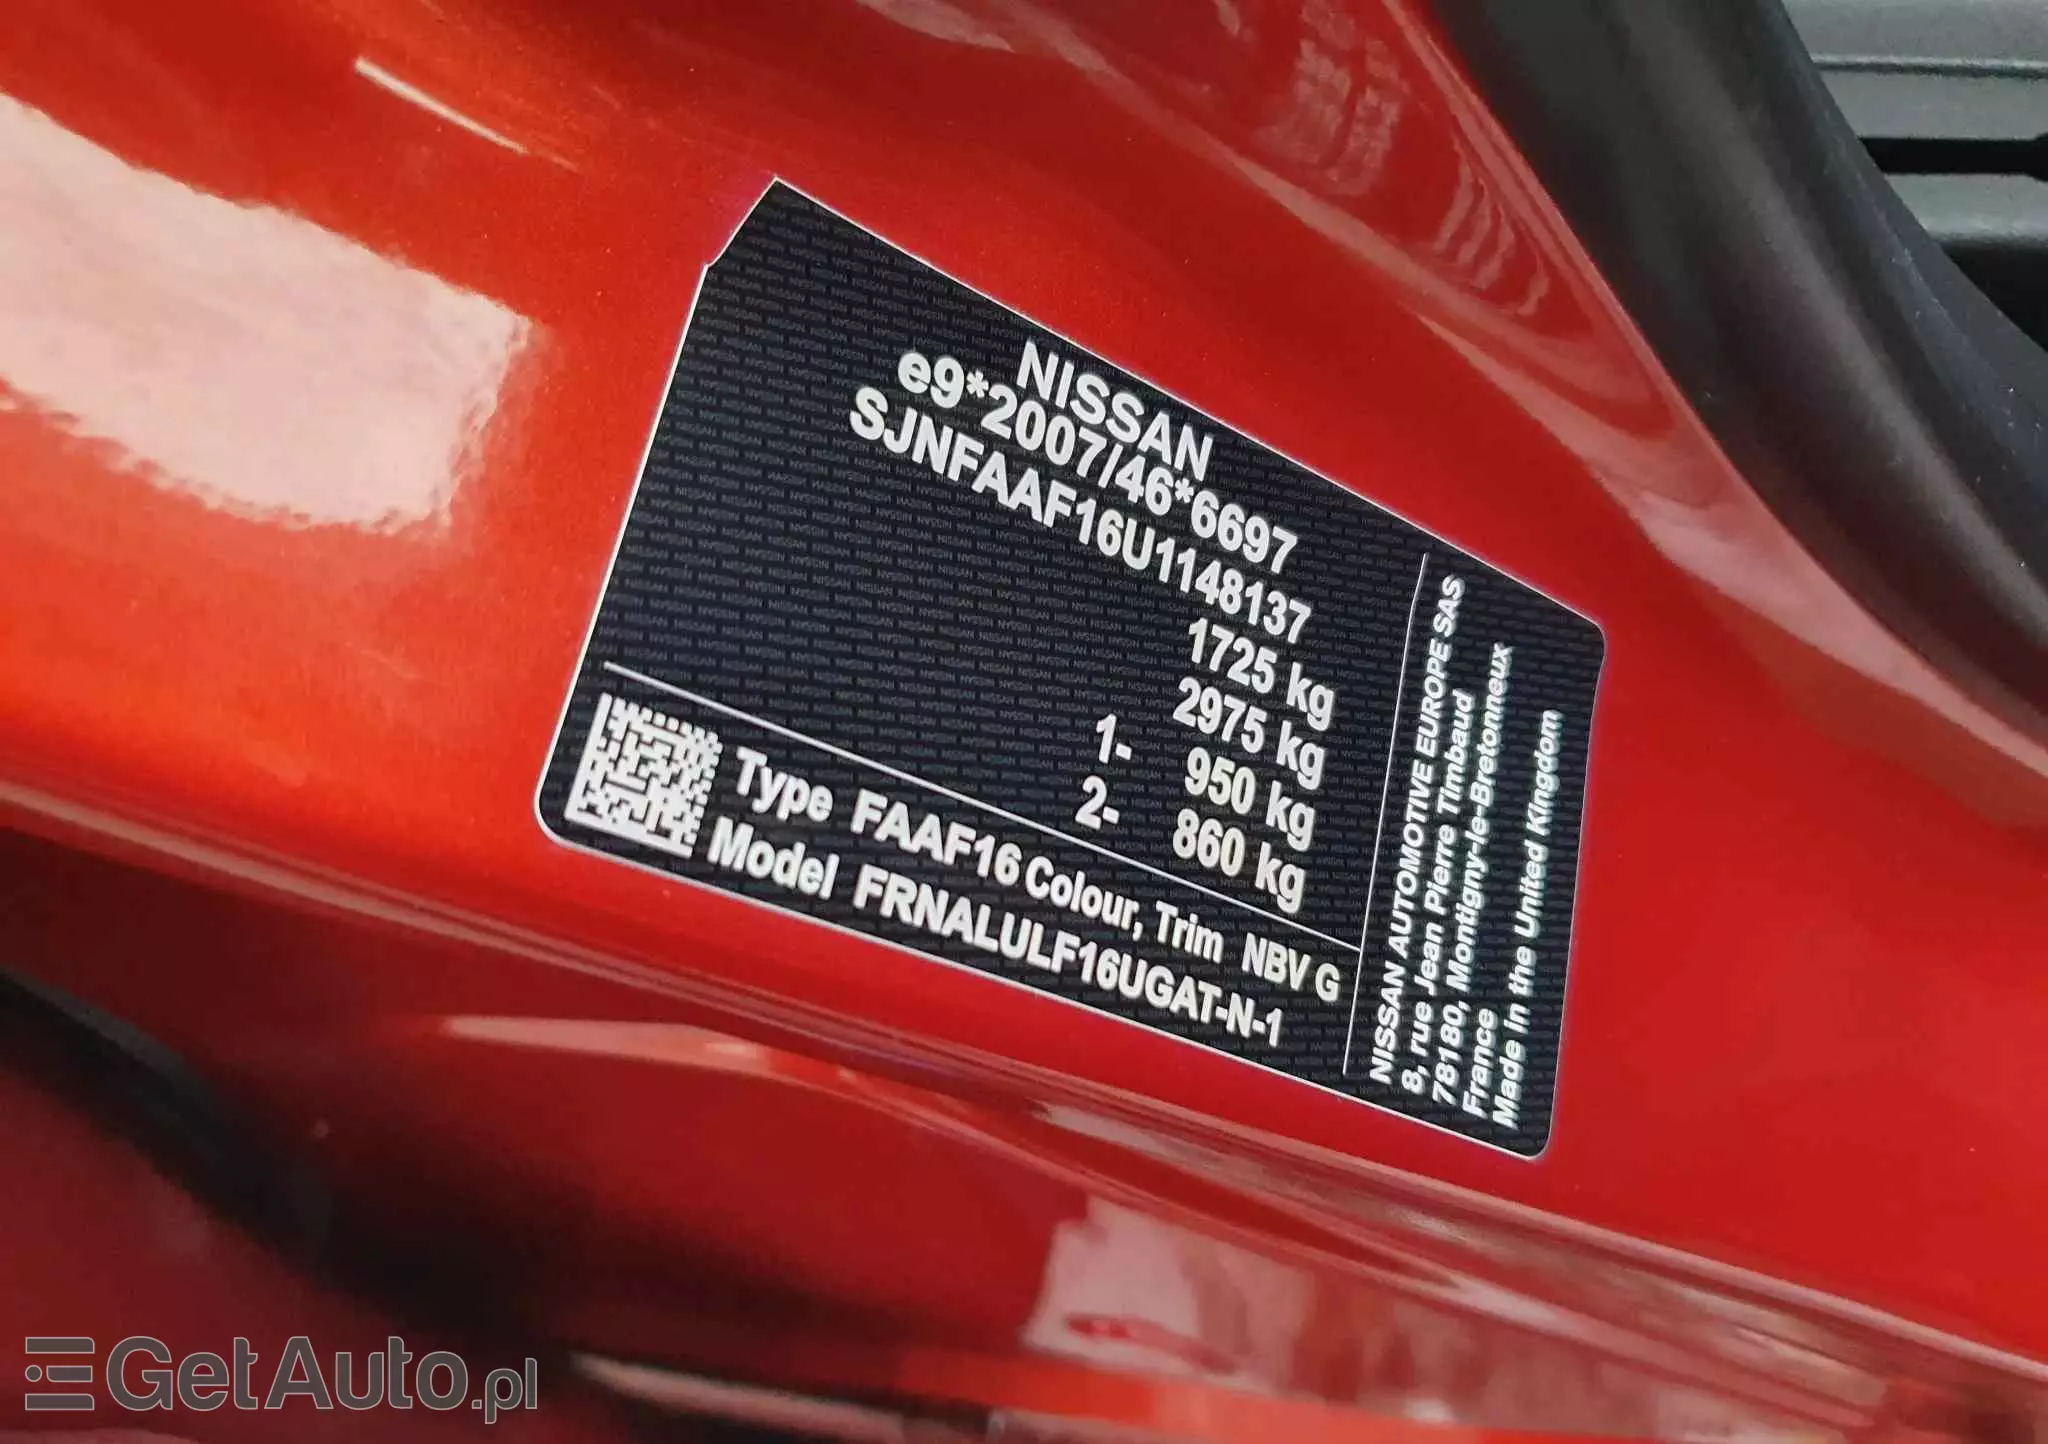 NISSAN
e9*2007/46*6697
SJNFAAF16U1148137
1725 kg
2975 kg
1- 950 kg
2- 860 kg
Type FAAF16 Colour, Trim NBV G
Model FRNALULF16UGAT-N-1
NISSAN AUTOMOTIVE EUROPE SAS
8, rue Jean Pierre Timbaud
78180, Montigny-le-Bretonneux
France
Made in the United Kingdom
GetAuto.pl